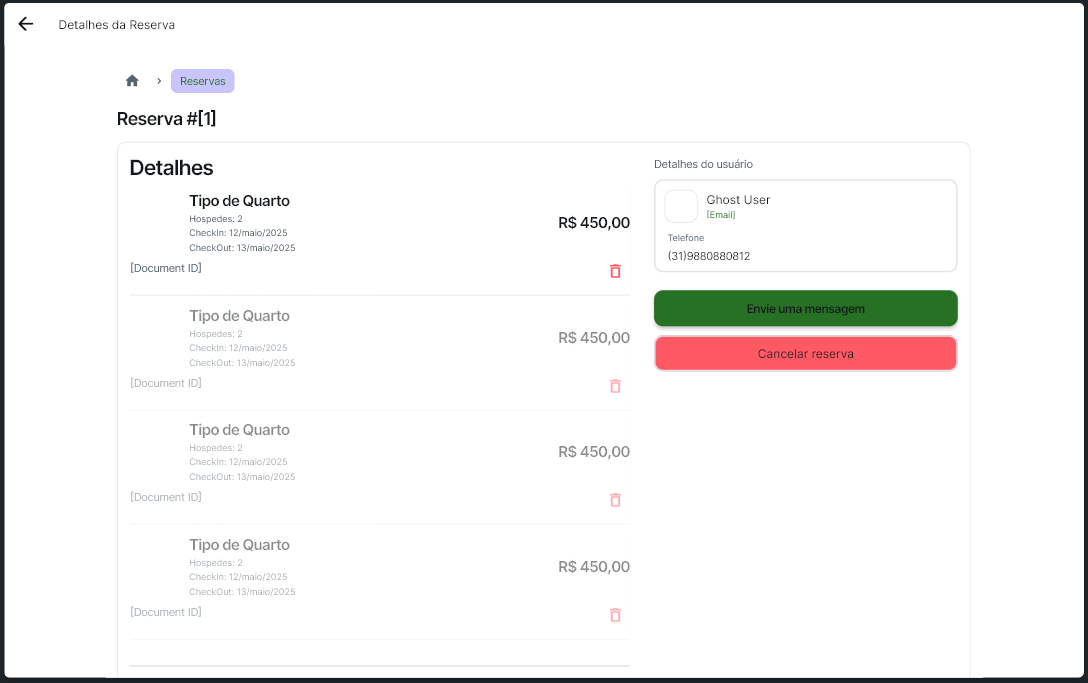 Detalhes da Reserva
Reservas
Reserva #[1]
Detalhes
Tipo de Quarto
Hospedes: 2
CheckIn: 12/maio/2025
CheckOut: 13/maio/2025
R$ 450,00
[Document ID]
Tipo de Quarto
Hospedes: 2
CheckIn: 12/maio/2025
CheckOut: 13/maio/2025
R$ 450,00
[Document ID]
Tipo de Quarto
Hospedes: 2
CheckIn: 12/maio/2025
CheckOut: 13/maio/2025
R$ 450,00
[Document ID]
Tipo de Quarto
Hospedes: 2
CheckIn: 12/maio/2025
CheckOut: 13/maio/2025
R$ 450,00
[Document ID]
Detalhes do usuário
Ghost User
[Email]
Telefone
(31)9880880812
Envie uma mensagem
Cancelar reserva